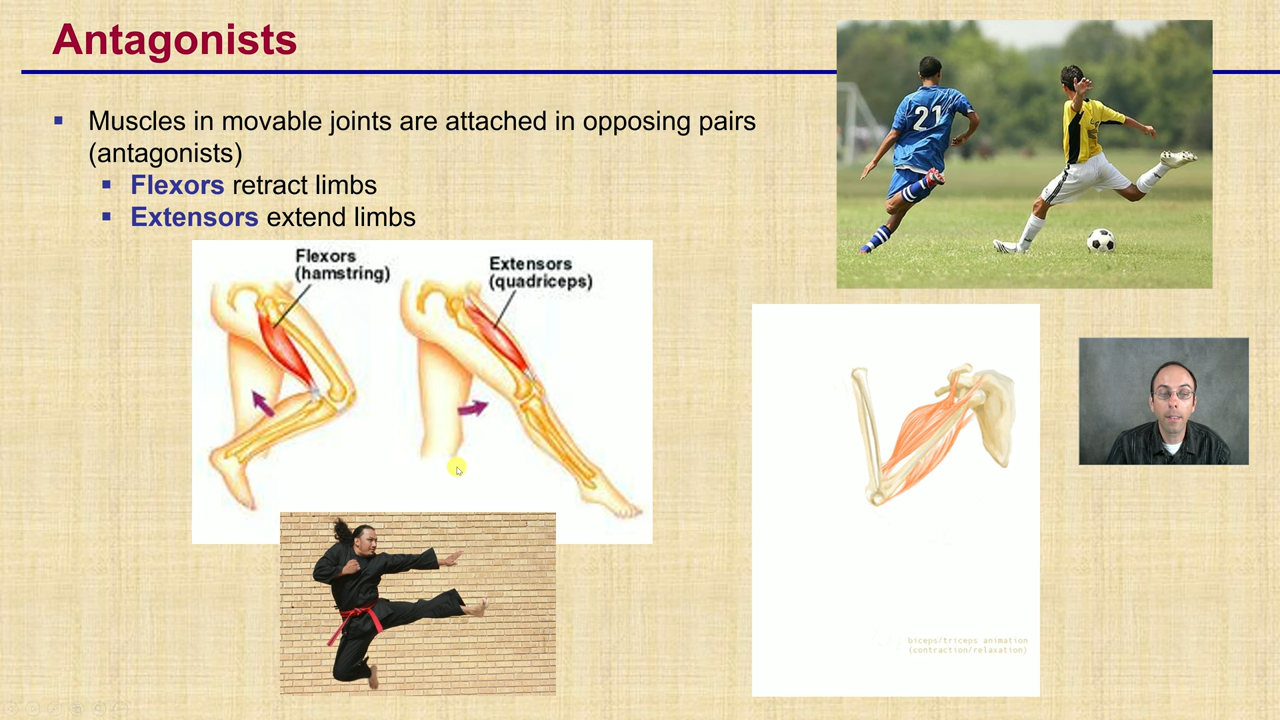 Antagonists
Muscles in movable joints are attached in opposing pairs
(antagonists)
Flexors retract limbs
Extensors extend limbs
Flexors
(hamstring)
Extensors
(quadriceps)
21
biceps/triceps animation
(contraction/relaxation)